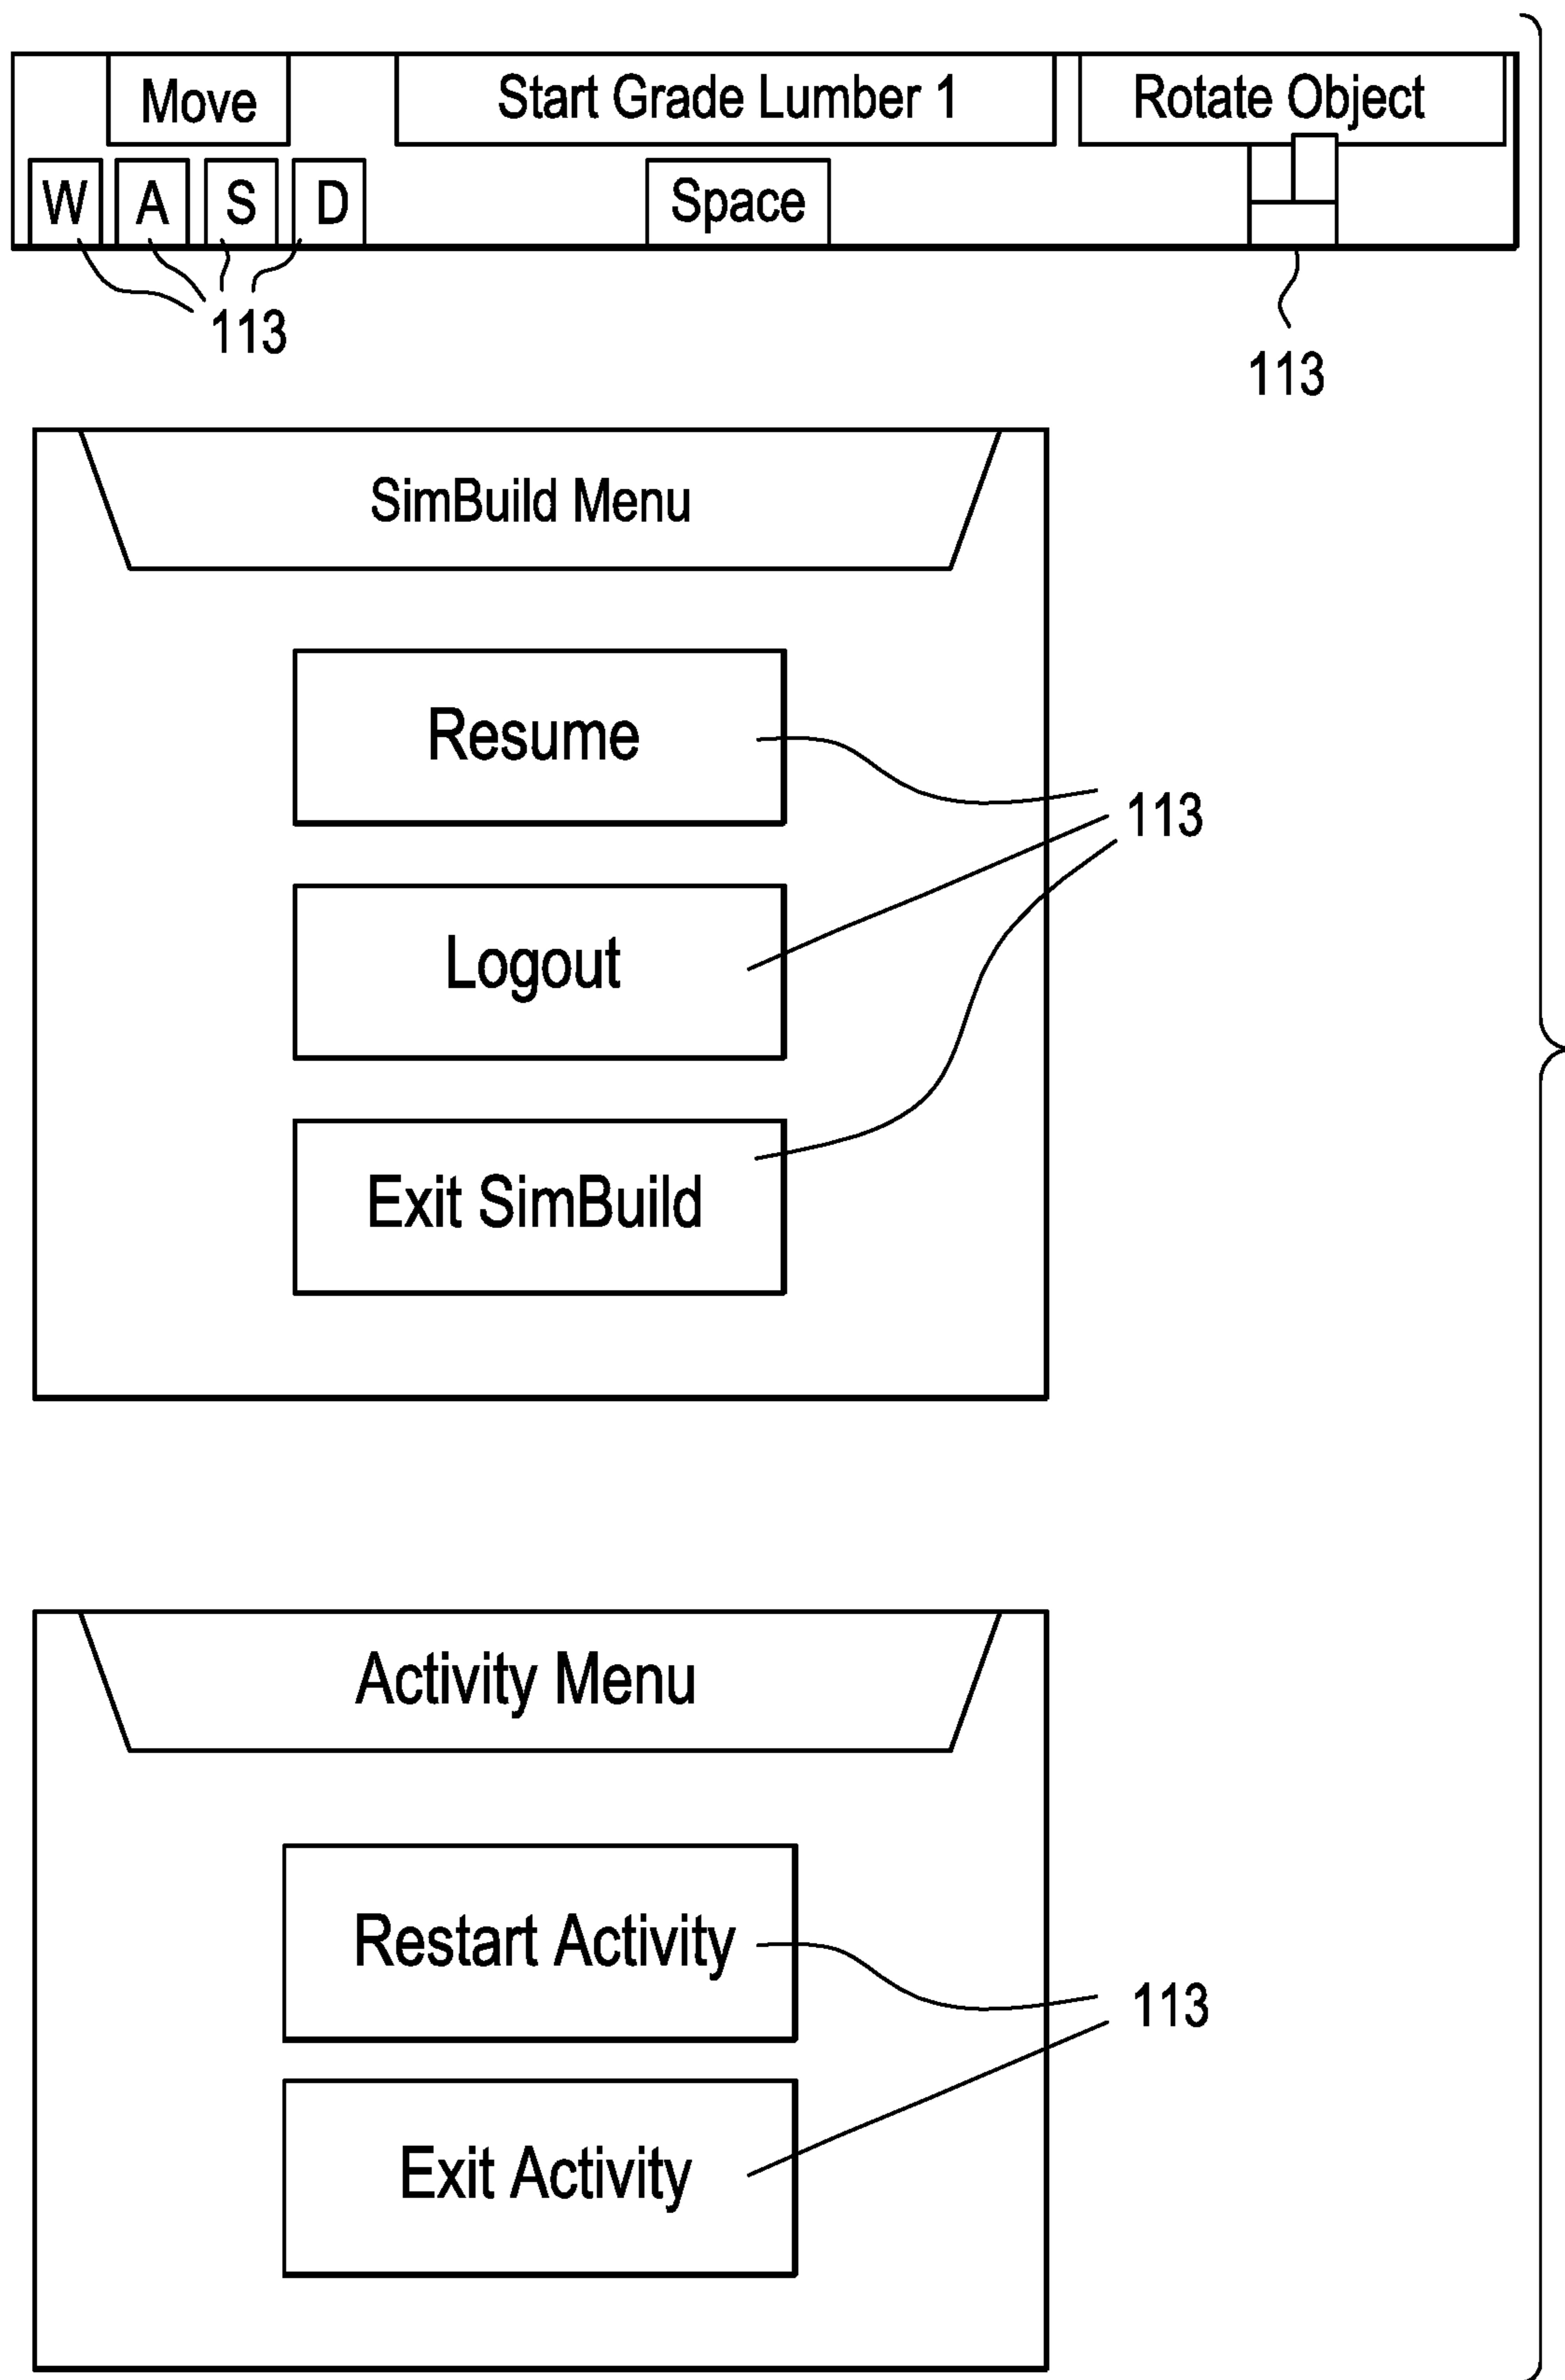 Move Start Grade Lumber 1 Rotate Object
W A S D Space
113
113
SimBuild Menu
Resume
113
Logout
Exit SimBuild
Activity Menu
Restart Activity
113
Exit Activity